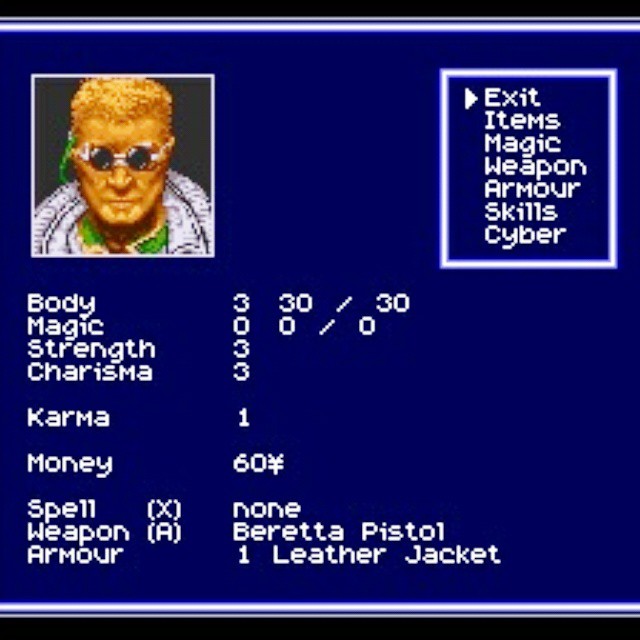 Exit
Items
Magic
Weapon
Armour
Skills
Cyber
Body 3 30 / 30
Magic 0 0 / 0
Strength 3
Charisma 3
Karma 1
Money 60¥
Spell (X) none
Weapon (A) Beretta Pistol
Armour 1 Leather Jacket